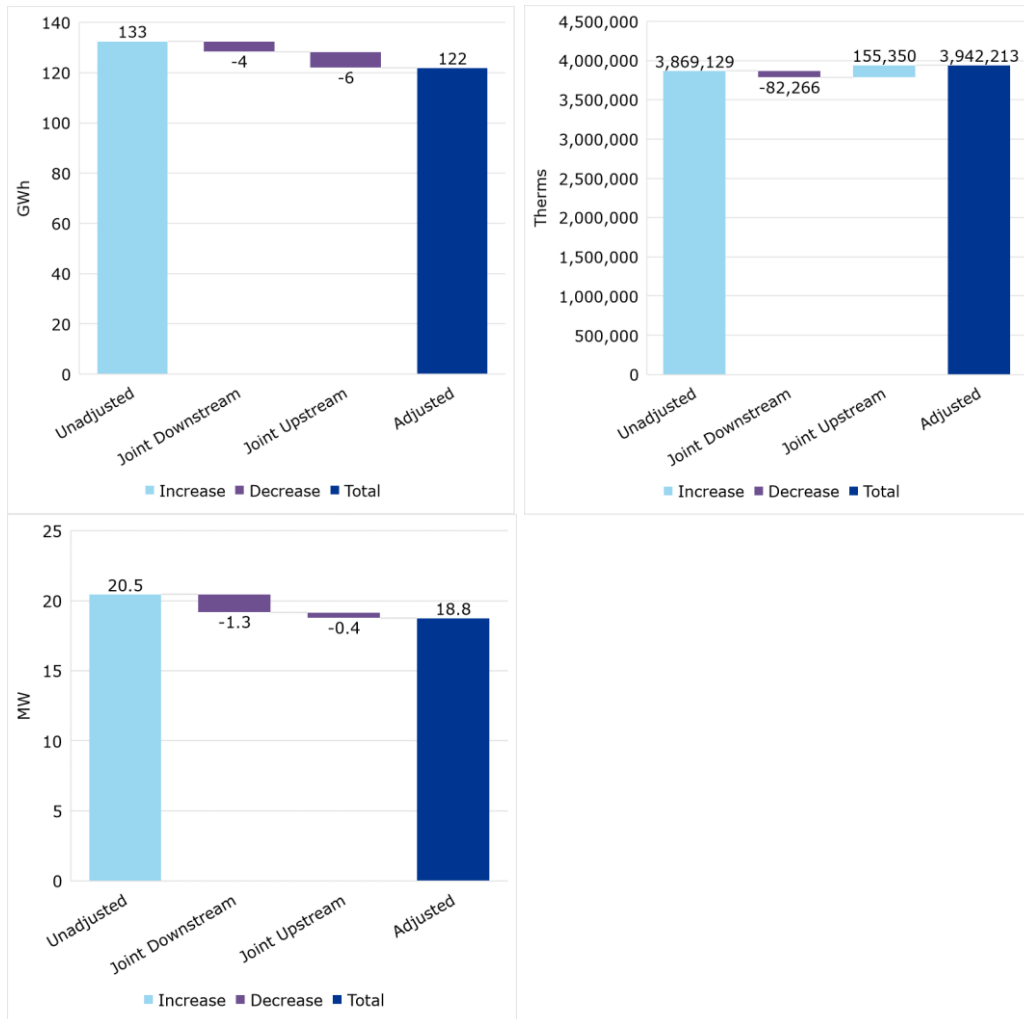 140
133
120
-4
-6
122
100
80
60
40
20
0
GWh
Unadjusted
Joint Downstream
Joint Upstream
Adjusted
Increase Decrease Total
4,500,000
4,000,000
3,869,129
-82,266
155,350
3,942,213
3,500,000
3,000,000
2,500,000
2,000,000
1,500,000
1,000,000
500,000
0
Therms
Unadjusted
Joint Downstream
Joint Upstream
Adjusted
Increase Decrease Total
25
20.5
20
-1.3
-0.4
18.8
15
10
5
0
MW
Unadjusted
Joint Downstream
Joint Upstream
Adjusted
Increase Decrease Total